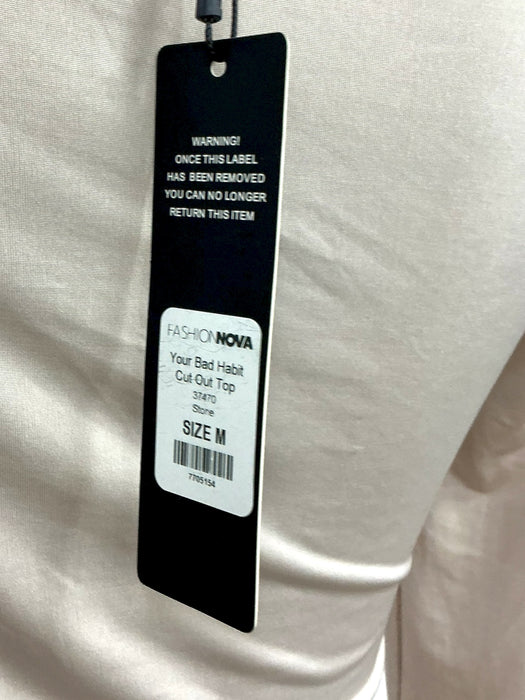 WARNING!
ONCE THIS LABEL
HAS BEEN REMOVED
YOU CAN NO LONGER
RETURN THIS ITEM
FASHIONNOVA
Your Bad Habit
Cut Out Top
37470
Store
SIZE M
7705154